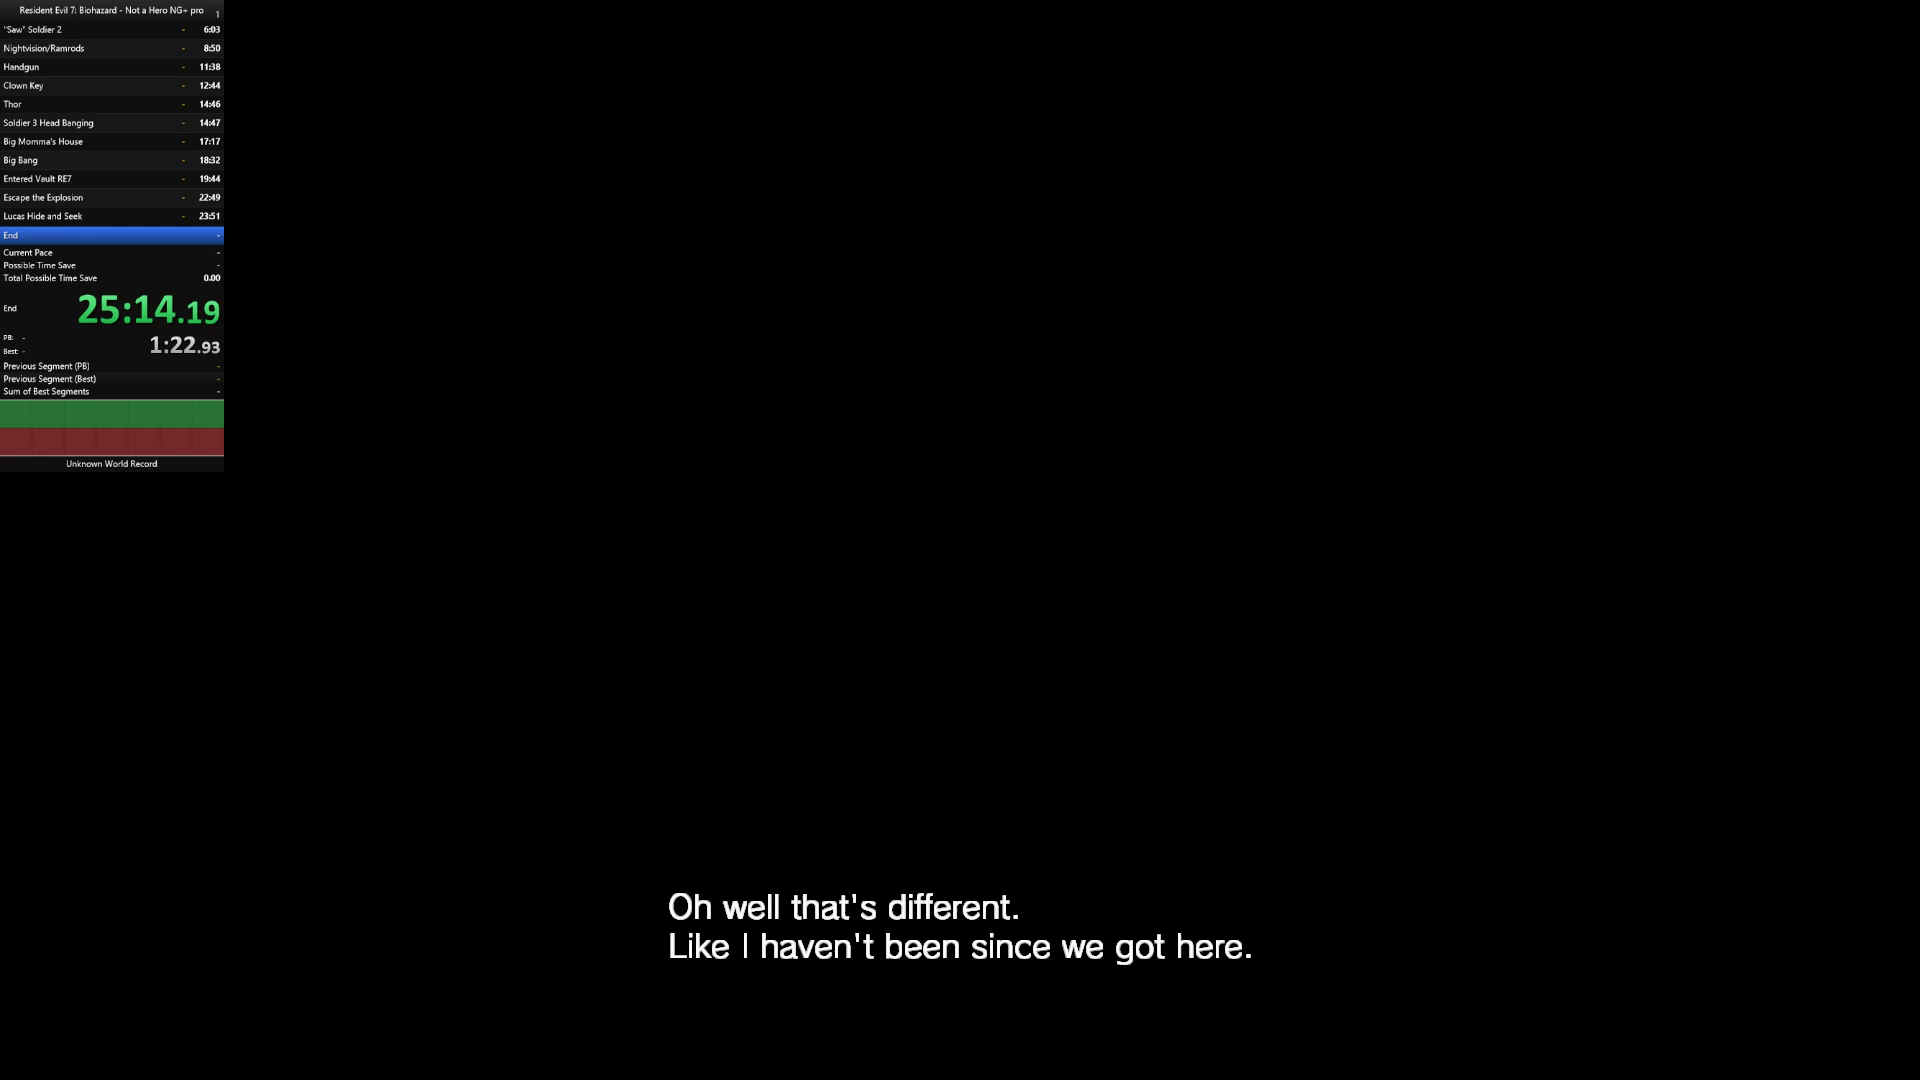 Resident Evil 7: Biohazard - Not a Hero NG+ pro 1
"Saw" Soldier 2 - 6:03
Nightvision/Ramrods - 8:50
Handgun - 11:38
Clown Key - 12:44
Thor - 14:46
Soldier 3 Head Banging - 14:47
Big Momma's House - 17:17
Big Bang - 18:32
Entered Vault RE7 - 19:44
Escape the Explosion - 22:49
Lucas Hide and Seek - 23:51
End -
Current Pace -
Possible Time Save -
Total Possible Time Save 0.00
End 25:14.19
PB: -
Best: - 1:22.93
Previous Segment (PB) -
Previous Segment (Best) -
Sum of Best Segments -
Unknown World Record
Oh well that's different.
Like I haven't been since we got here.